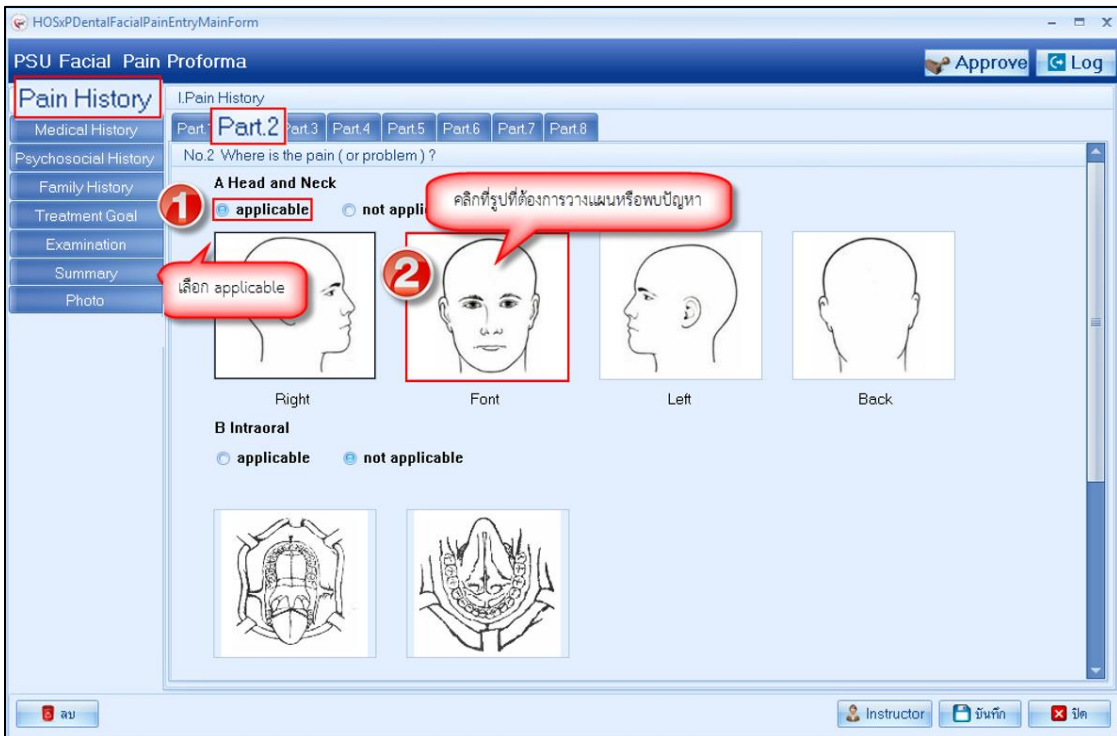 HOSxPDentalFacialPainEntryMainForm
PSU Facial Pain Proforma
Approve
Log
Pain History
Medical History
Psychosocial History
Family History
Treatment Goal
Examination
Summary
Photo
I.Pain History
Part.2
Part.3
Part.4
Part.5
Part.6
Part.7
Part.8
No.2 Where is the pain ( or problem ) ?
A Head and Neck
1
applicable
not appli
คลิกที่รูปที่ต้องการวางแผนหรือพบปัญหา
2
เลือก applicable
Right
Font
Left
Back
B Intraoral
applicable
not applicable
ลบ
Instructor
บันทึก
ปิด